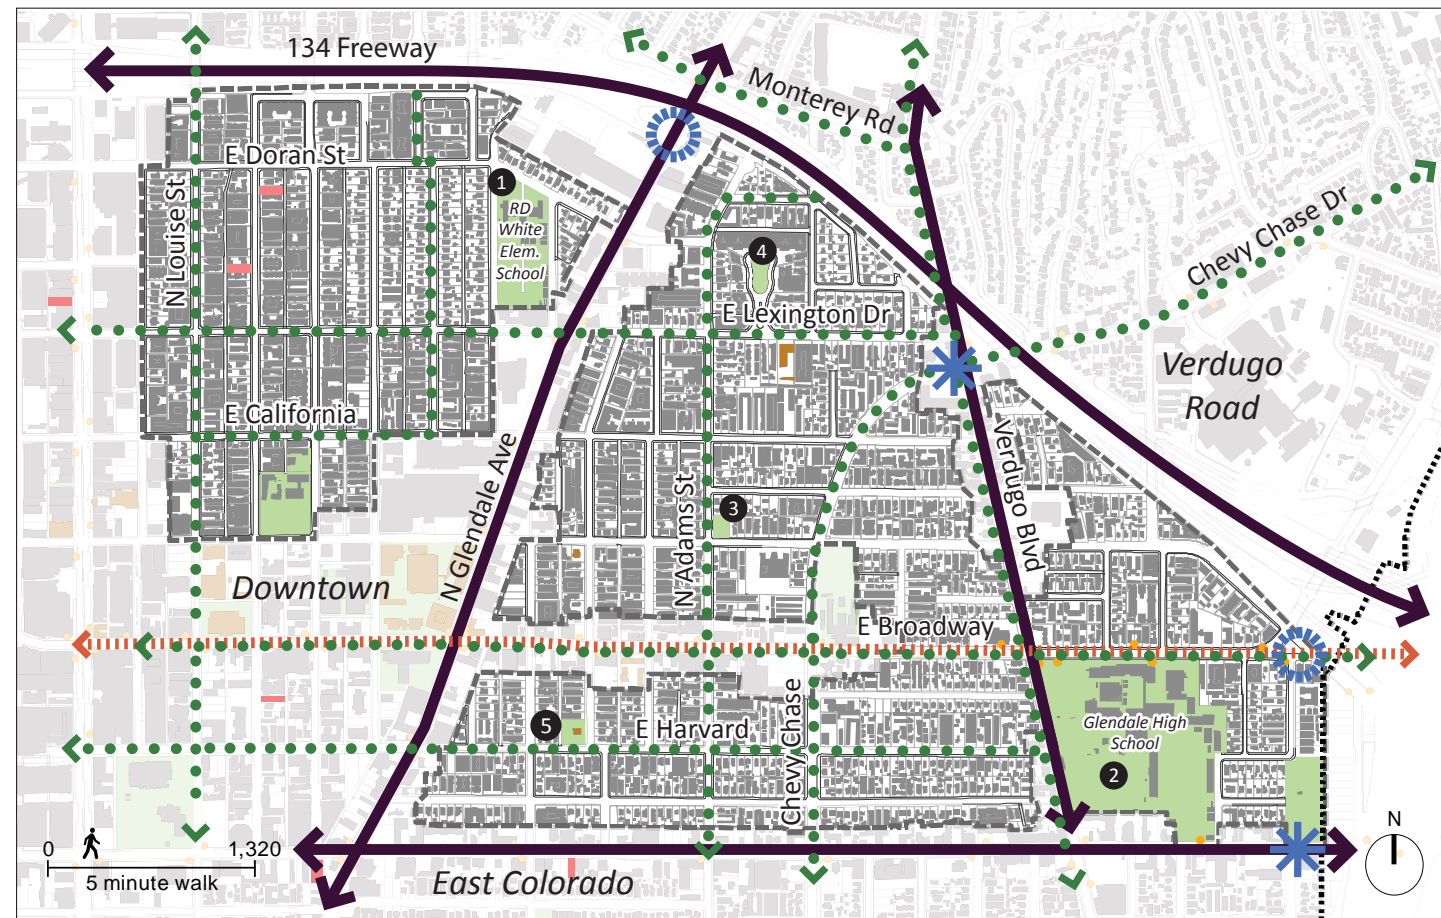 134 Freeway
Monterey Rd
E Doran St
1
RD
White
Elem.
School
N Louise St
4
Chevy Chase Dr
E Lexington Dr
Verdugo
Road
E California
N Glendale Ave
Verdugo Blvd
3
N Adams St
Downtown
E Broadway
5
E Harvard
Chevy Chase
Glendale High
School
2
N
0
1,320
5 minute walk
East Colorado